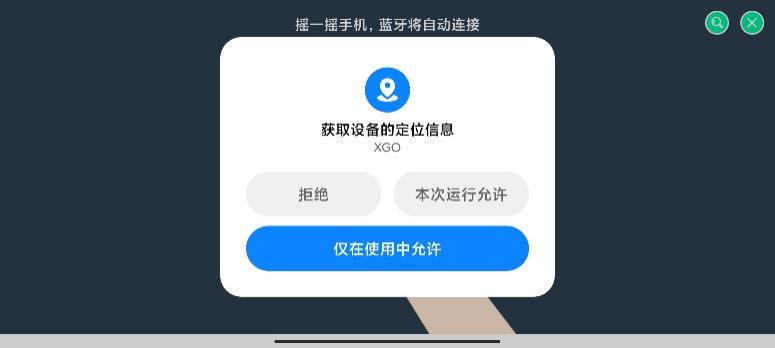 摇一摇手机，蓝牙将自动连接
获取设备的定位信息
XGO
拒绝
本次运行允许
仅在使用中允许